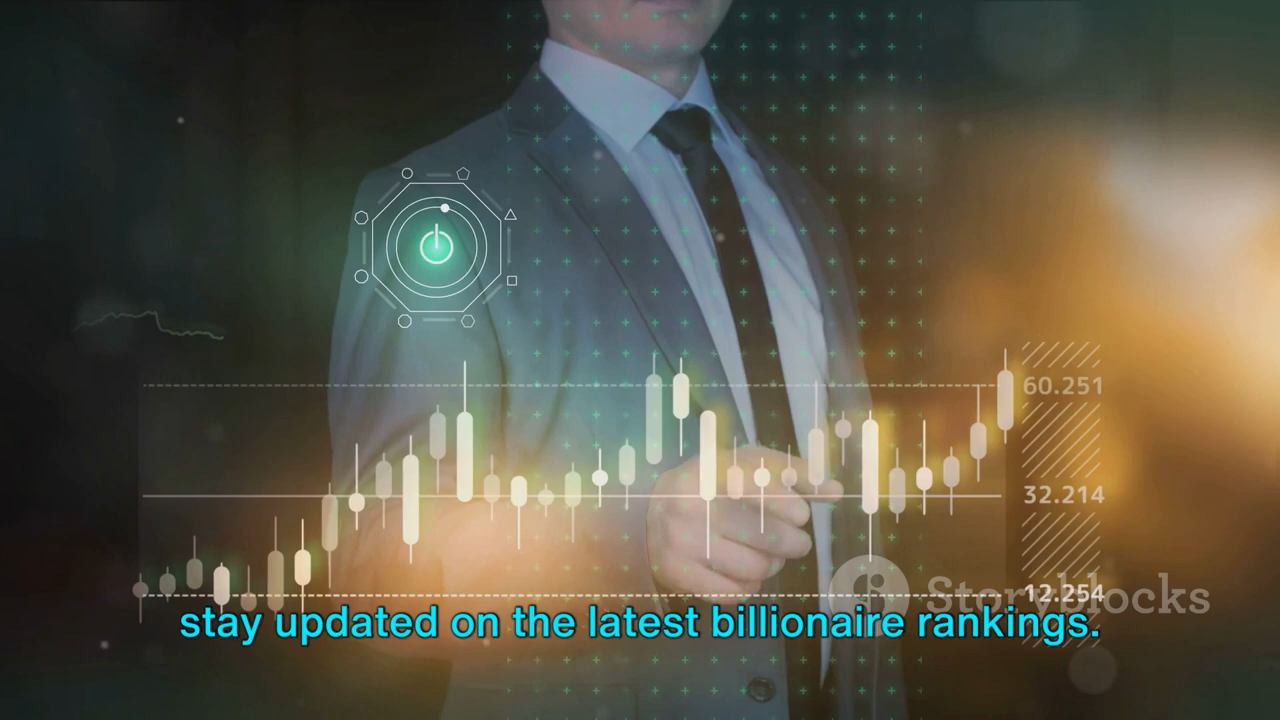 60.251
32.214
12.254
Storyblocks
stay updated on the latest billionaire rankings.